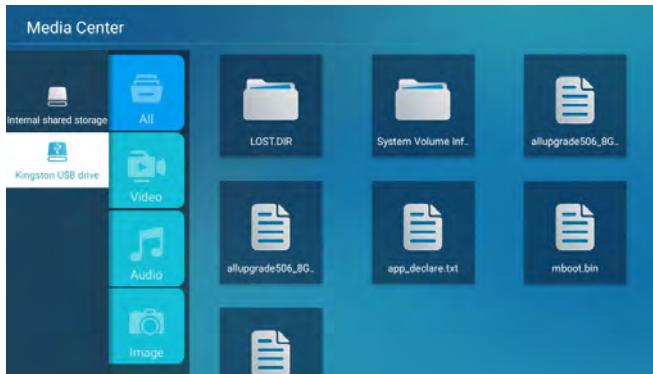 Media Center
Internal shared storage
Kingston USB drive
All
Video
Audio
Image
LOST.DIR
System Volume Inf..
allupgrade506_8G..
allupgrade506_8G..
app_declare.txt
mboot.bin